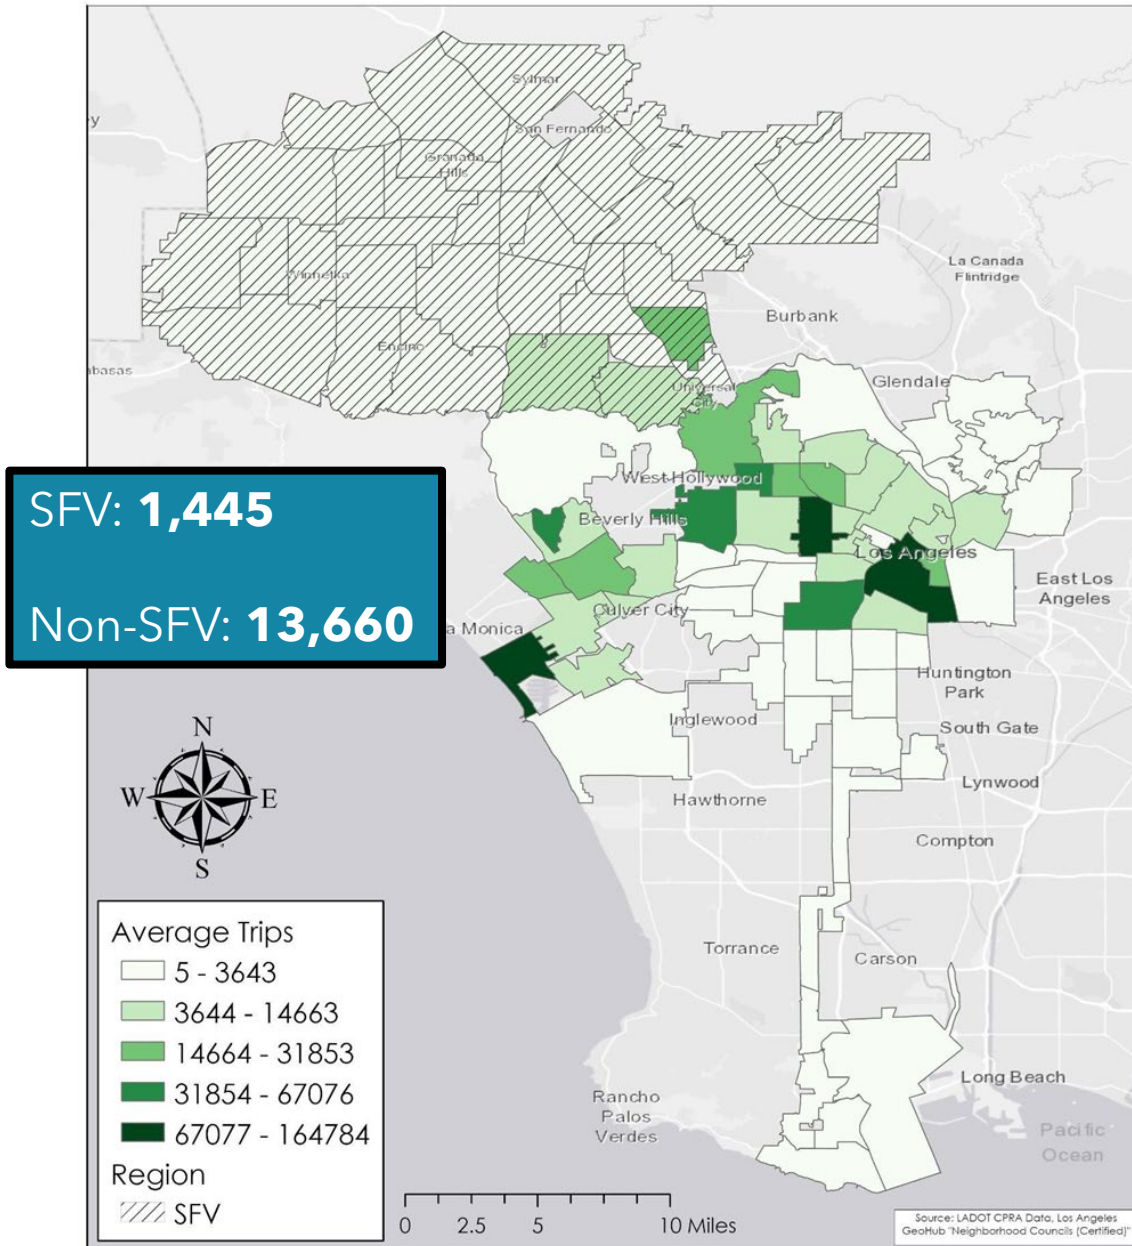 y
Sylmar
San Fernando
Granada
Hills
La Canada
Flintridge
Winnetka
Burbank
Encino
abasas
Universal
City
Glendale
SFV: 1,445
Non-SFV: 13,660
West Hollywood
Beverly Hills
Los Angeles
East Los
Angeles
Culver City
a Monica
Huntington
Park
Inglewood
South Gate
Lynwood
Hawthorne
Compton
N
W
E
S
Torrance
Carson
Long Beach
Rancho
Palos
Verdes
Pacific
Ocean
Average Trips
5 - 3643
3644 - 14663
14664 - 31853
31854 - 67076
67077 - 164784
Region
SFV
0 2.5 5 10 Miles
Source: LADOT CPRA Data, Los Angeles
GeoHub "Neighborhood Councils (Certified)"